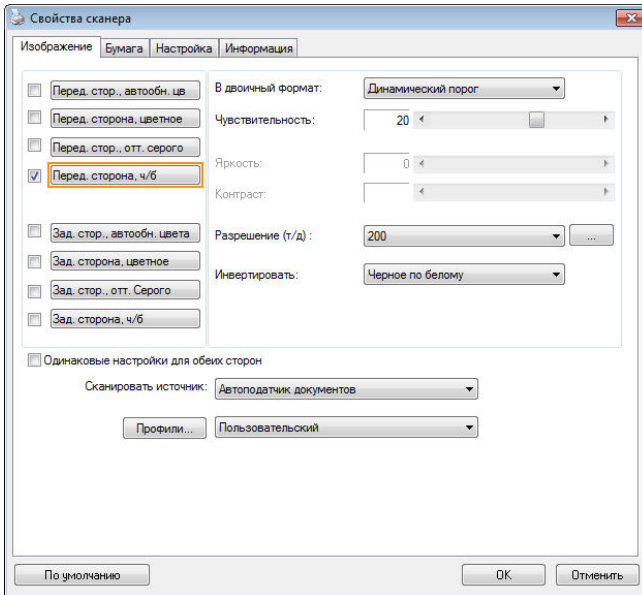 Свойства сканера
Изображение Бумага Настройка Информация
Перед. стор., автообн. цв
Перед. сторона, цветное
Перед. стор., отт. серого
Перед. сторона, ч/б
Зад. стор., автообн. цвета
Зад. сторона, цветное
Зад. стор., отт. Серого
Зад. сторона, ч/б
В двоичный формат: Динамический порог
Чувствительность: 20
Яркость: 0
Контраст:
Разрешение (т/д) : 200 ...
Инвертировать: Черное по белому
Одинаковые настройки для обеих сторон
Сканировать источник: Автоподатчик документов
Профили... Пользовательский
По умолчанию OK Отменить